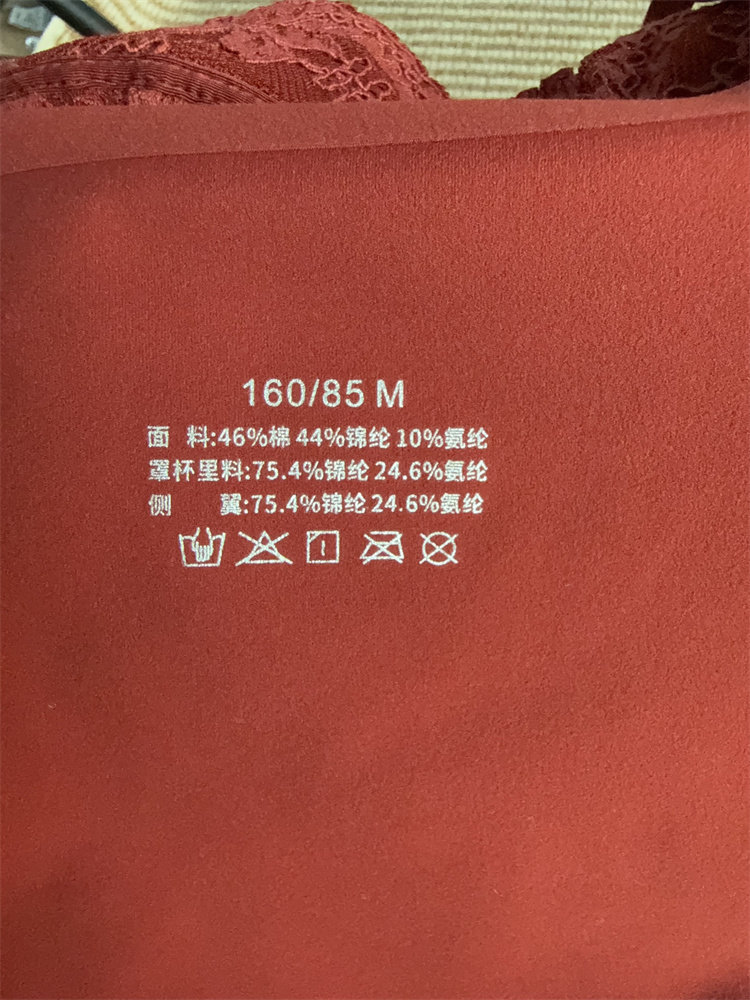 160/85 M
面 料:46%棉 44%锦纶 10%氨纶
罩杯里料:75.4%锦纶 24.6%氨纶
侧 翼:75.4%锦纶 24.6%氨纶